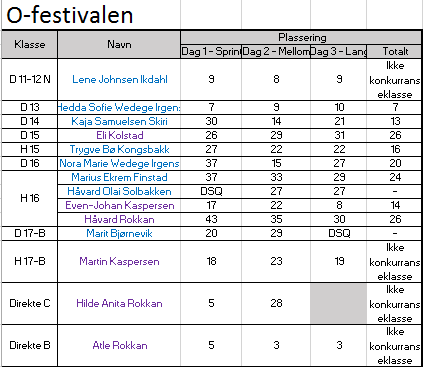 O-festivalen
Klasse Navn Plassering
Dag 1 - Sprint Dag 2 - Mellom Dag 3 - Lang Totalt
D 11-12 N Lene Johnsen Ikdahl 9 8 9 Ikke konkurrans eklasse
D 13 Hedda Sofie Wedege Irgens 7 9 10 7
D 14 Kaja Samuelsen Skiri 30 14 21 13
D 15 Eli Kolstad 26 29 31 26
H 15 Trygve Bø Kongsbakk 27 22 22 16
D 16 Nora Marie Wedege Irgens 37 15 27 20
H 16 Marius Ekrem Finstad 37 33 29 24
Håvard Olai Solbakken DSQ 27 27 -
Even-Johan Kaspersen 17 22 8 14
Håvard Rokkan 43 35 30 26
D 17-B Marit Bjørnevik 20 29 DSQ -
H 17-B Martin Kaspersen 18 23 19 Ikke konkurrans eklasse
Direkte C Hilde Anita Rokkan 5 28 Ikke konkurrans eklasse
Direkte B Atle Rokkan 5 3 3 Ikke konkurrans eklasse